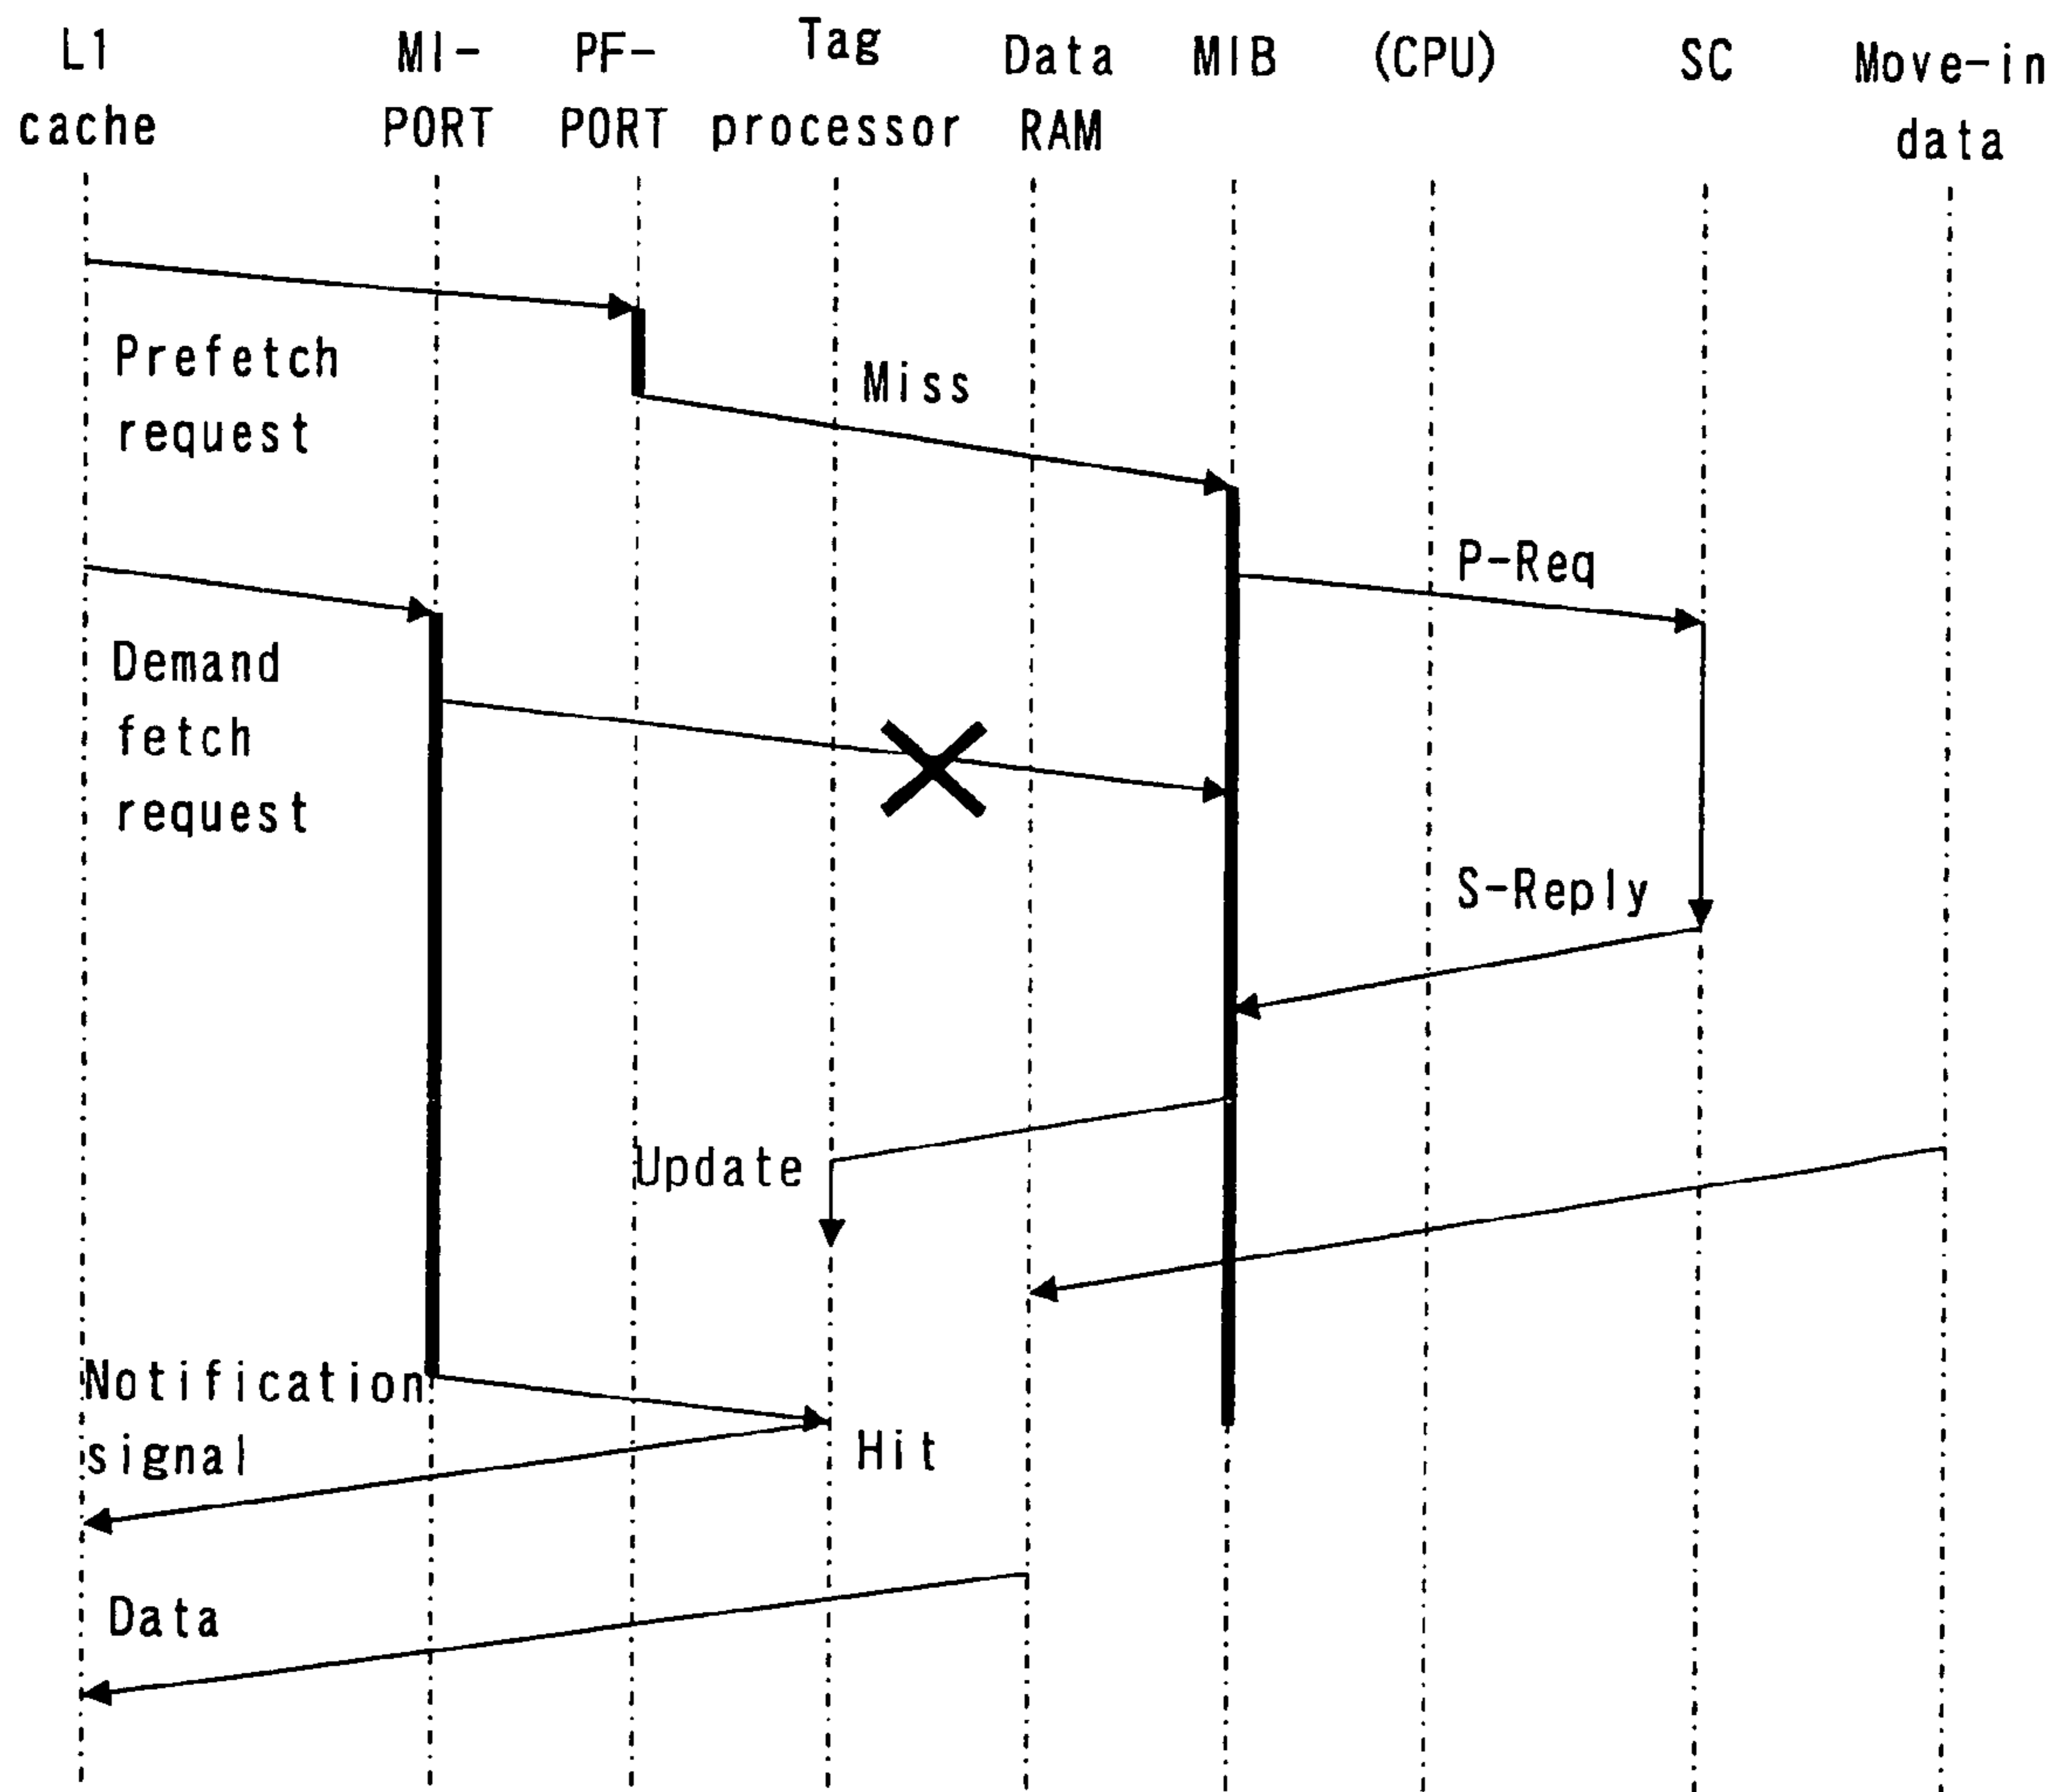 L1
cache
MI-
PORT
PF-
PORT
Tag
processor
Data
RAM
MIB
(CPU)
SC
Move-in
data
Prefetch
request
Miss
P-Req
Demand
fetch
request
S-Reply
Update
Notification
signal
Hit
Data